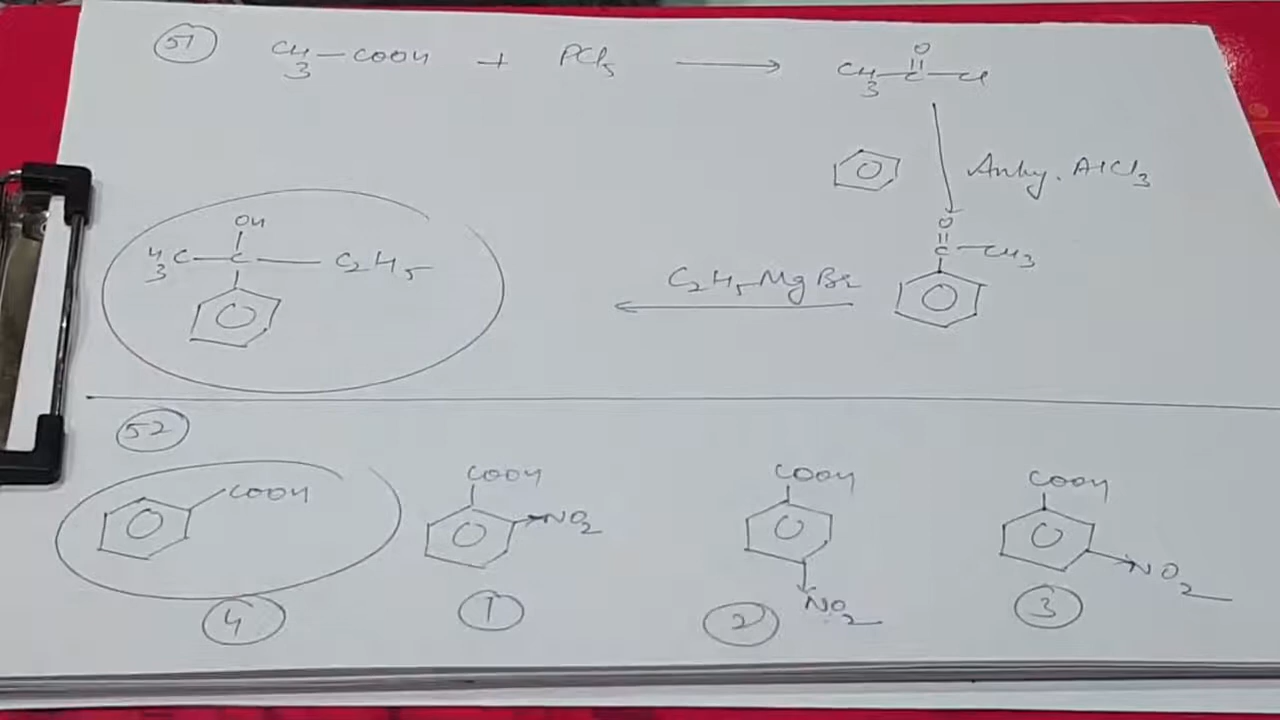 51 CH3-COOH + PCl5 → CH3-C-Cl
O
Anhy. AlCl3
O
C-CH3
C2H5MgBr
OH
H3C-C-C2H5
52
COOH
COOH
NO2
COOH
NO2
COOH
NO2
4 1 2 3